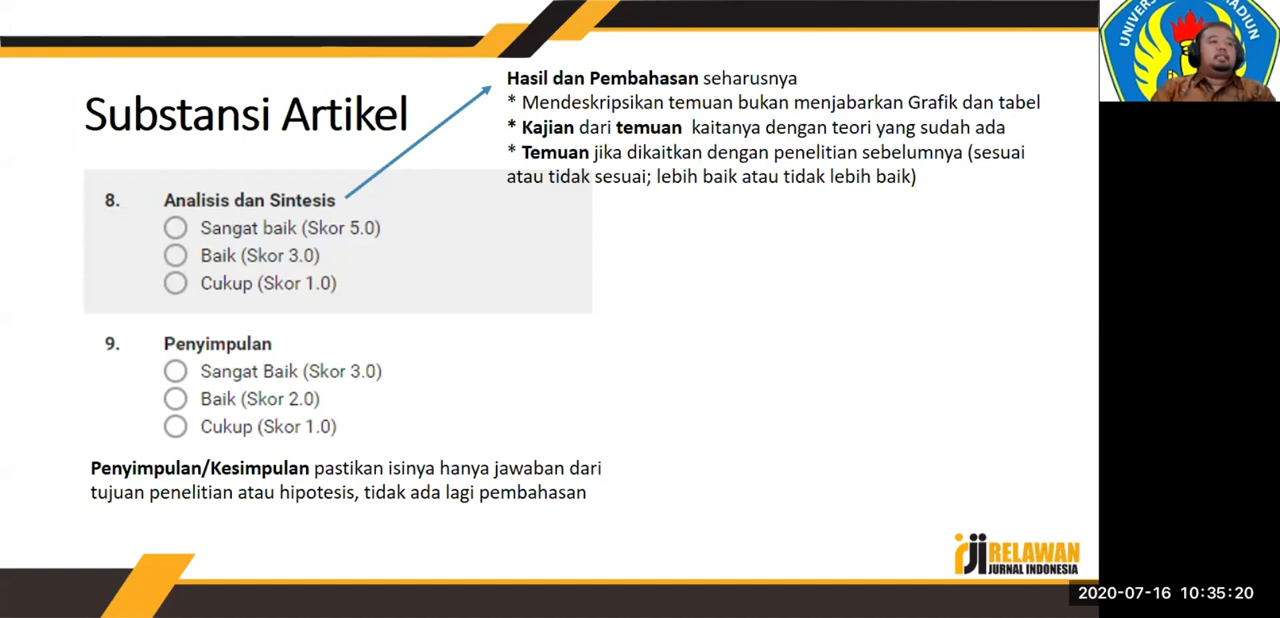 Substansi Artikel
Hasil dan Pembahasan seharusnya
* Mendeskripsikan temuan bukan menjabarkan Grafik dan tabel
* Kajian dari temuan kaitanya dengan teori yang sudah ada
* Temuan jika dikaitkan dengan penelitian sebelumnya (sesuai
atau tidak sesuai; lebih baik atau tidak lebih baik)
8. Analisis dan Sintesis
Sangat baik (Skor 5.0)
Baik (Skor 3.0)
Cukup (Skor 1.0)
9. Penyimpulan
Sangat Baik (Skor 3.0)
Baik (Skor 2.0)
Cukup (Skor 1.0)
Penyimpulan/Kesimpulan pastikan isinya hanya jawaban dari
tujuan penelitian atau hipotesis, tidak ada lagi pembahasan
rji RELAWAN
JURNAL INDONESIA
2020-07-16 10:35:20